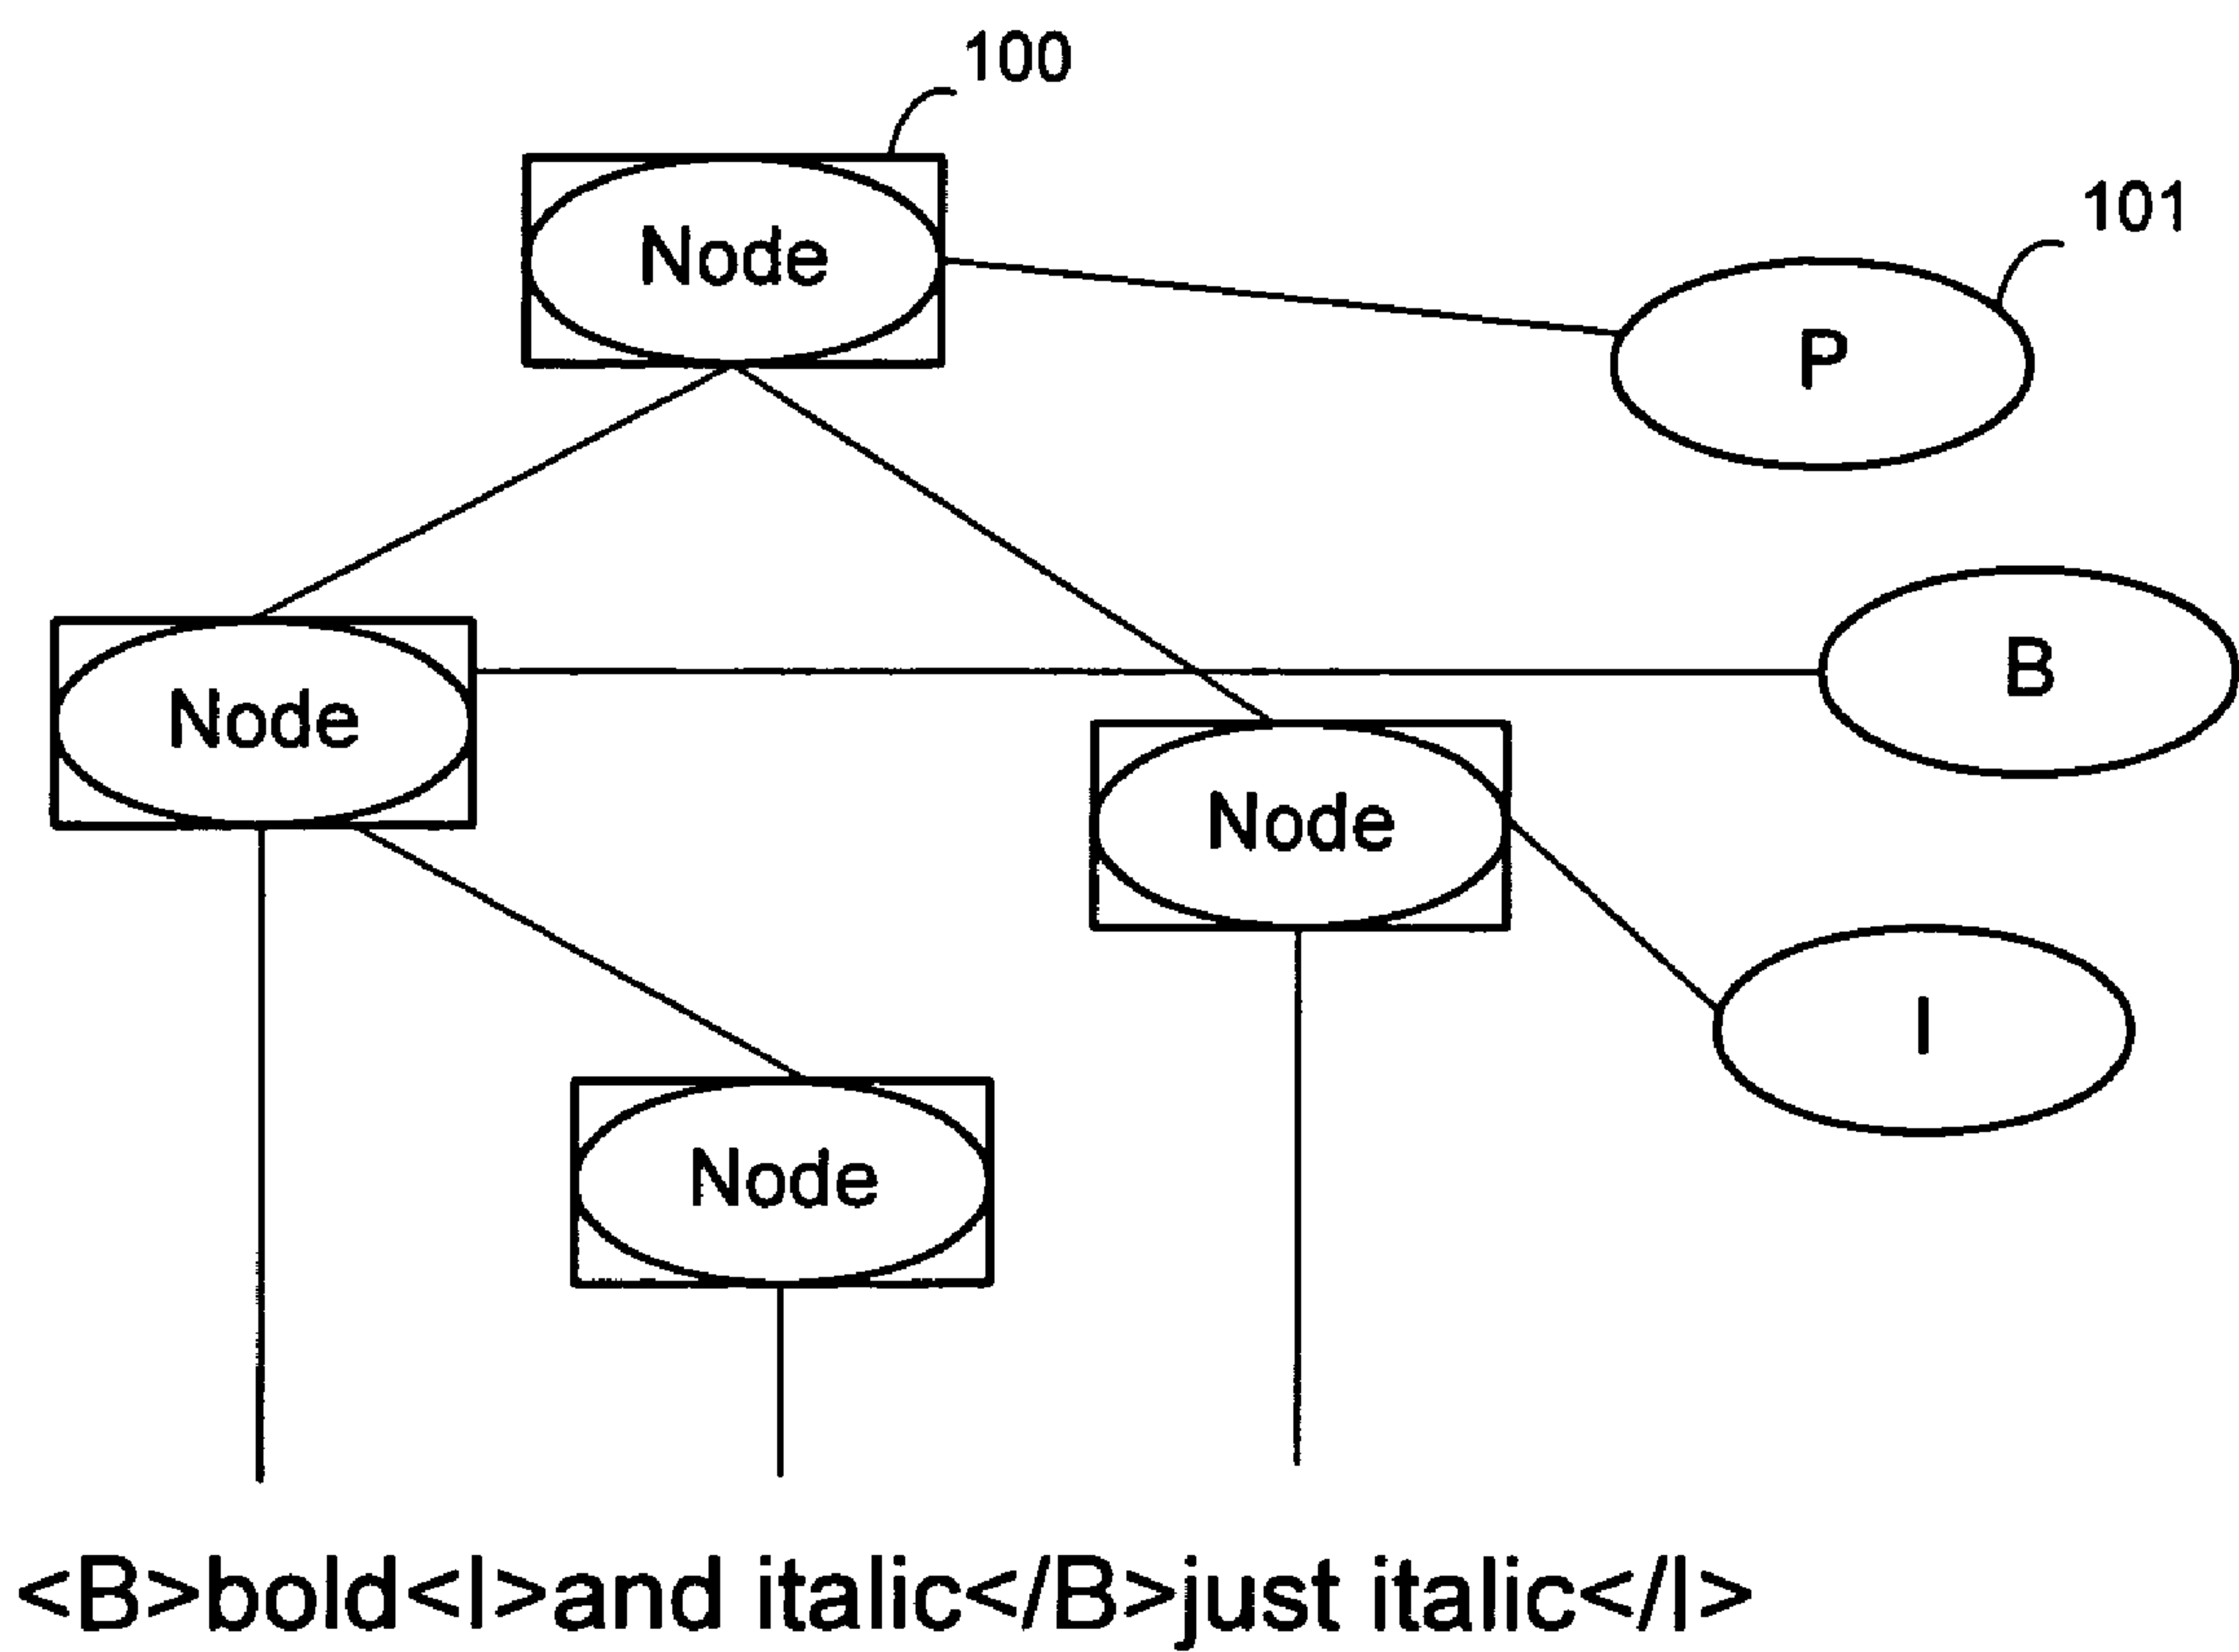 100
101
Node
P
B
Node
Node
I
Node
<B>bold<I>and italic</B>just italic</I>